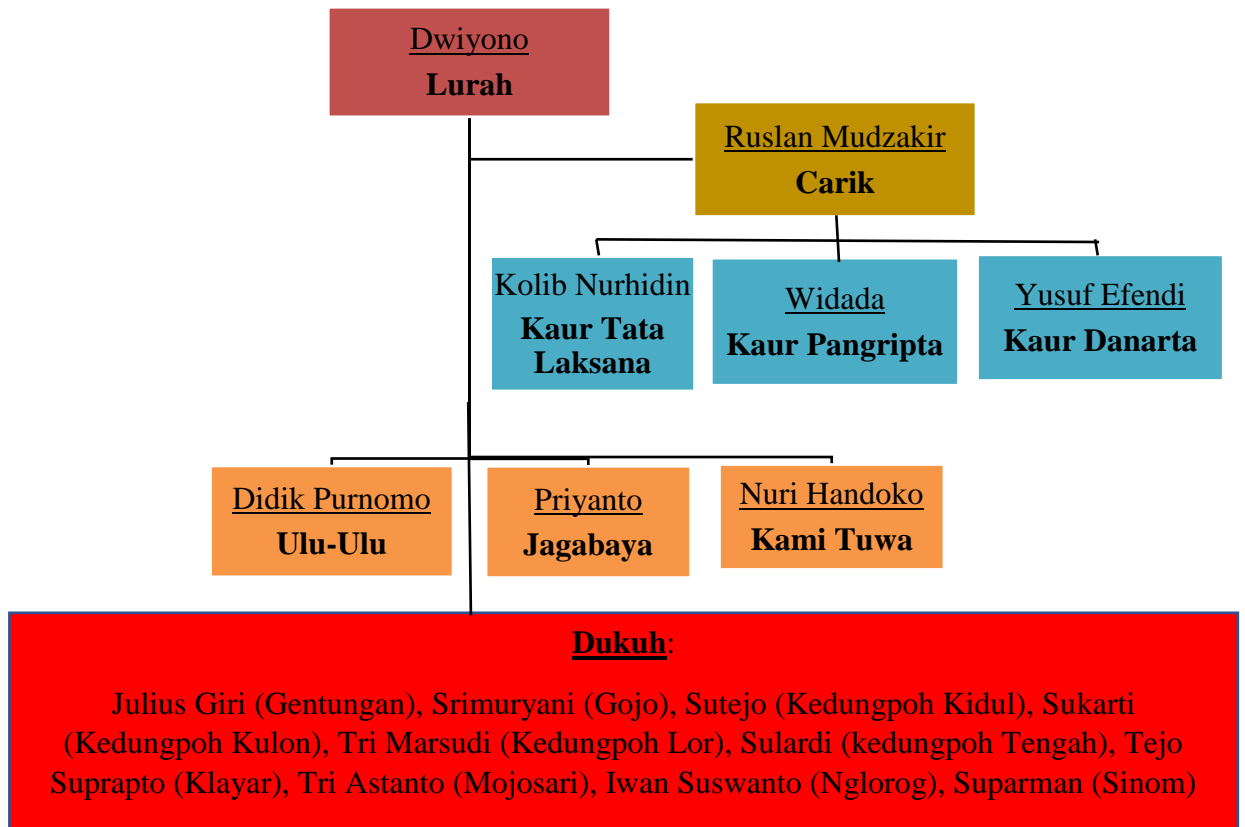 Dwiyono
Lurah
Ruslan Mudzakir
Carik
Kolib Nurhidin
Kaur Tata
Laksana
Widada
Kaur Pangripta
Yusuf Efendi
Kaur Danarta
Didik Purnomo
Ulu-Ulu
Priyanto
Jagabaya
Nuri Handoko
Kami Tuwa
Dukuh:
Julius Giri (Gentungan), Srimuryani (Gojo), Sutejo (Kedungpoh Kidul), Sukarti
(Kedungpoh Kulon), Tri Marsudi (Kedungpoh Lor), Sulardi (kedungpoh Tengah), Tejo
Suprapto (Klayar), Tri Astanto (Mojosari), Iwan Suswanto (Nglorog), Suparman (Sinom)